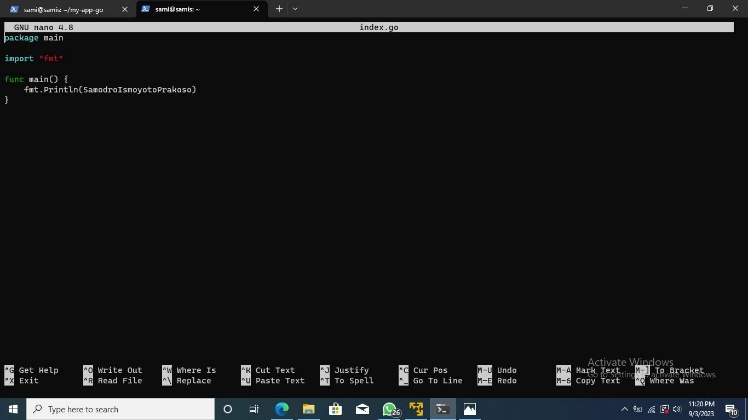 sami@samis: ~/my-app-go
sami@samis: ~
GNU nano 4.8 index.go
package main
import "fmt"
func main() {
fmt.Println(SamodroIsmoyotoPrakoso)
}
^G Get Help ^O Write Out ^W Where Is ^K Cut Text ^J Justify ^C Cur Pos M-U Undo M-A Mark Text M-] To Bracket
^X Exit ^R Read File ^\ Replace ^U Paste Text ^T To Spell ^_ Go To Line M-E Redo M-6 Copy Text ^Q Where Was
Activate Windows
Go to Settings to activate Windows.
Type here to search
26
11:20 PM
9/3/2023
10